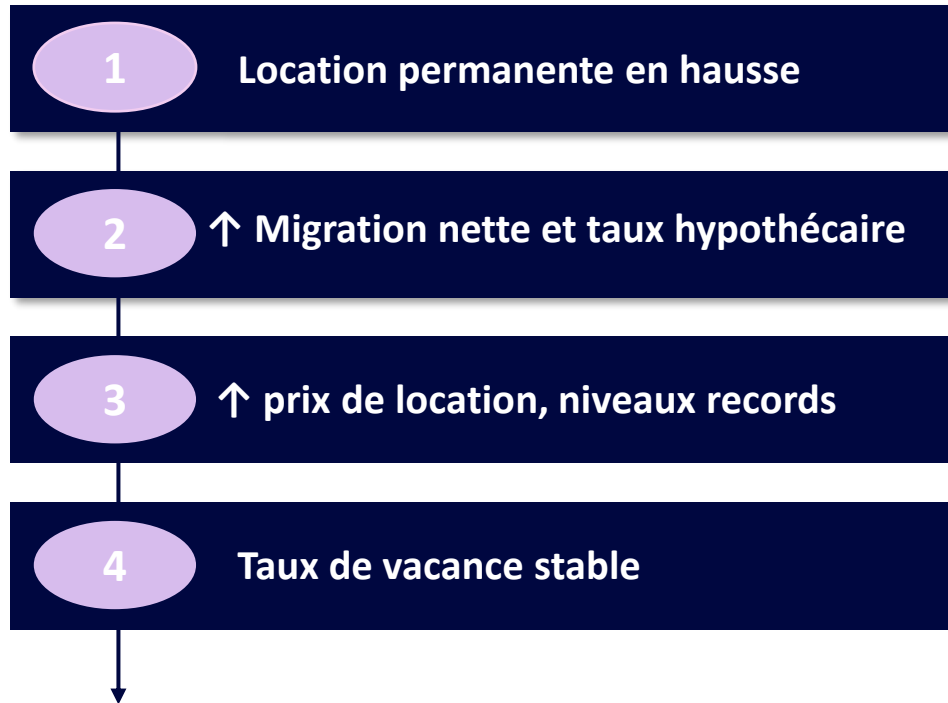 1 Location permanente en hausse
2 ↑ Migration nette et taux hypothécaire
3 ↑ prix de location, niveaux records
4 Taux de vacance stable